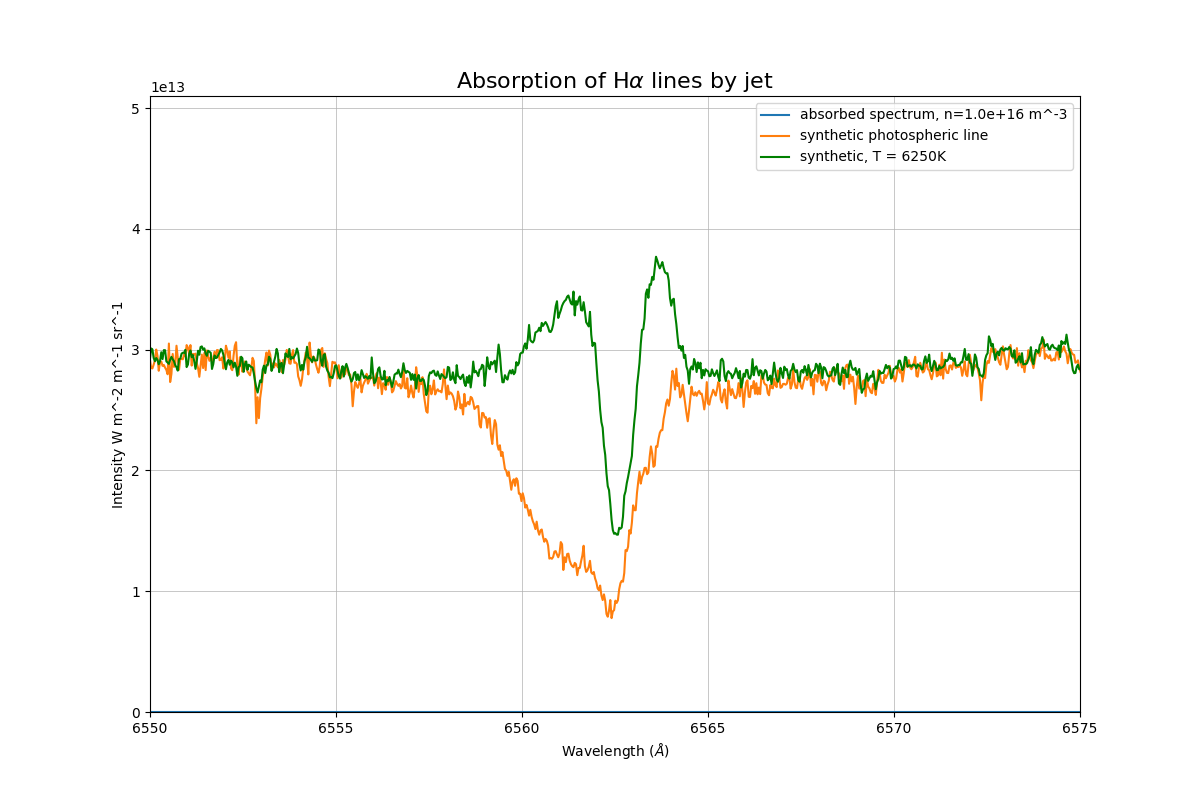 Absorption of Hα lines by jet
1e13
absorbed spectrum, n=1.0e+16 m^-3
synthetic photospheric line
synthetic, T = 6250K
5
4
3
2
1
0
Intensity W m^-2 m^-1 sr^-1
6550 6555 6560 6565 6570 6575
Wavelength (Å)